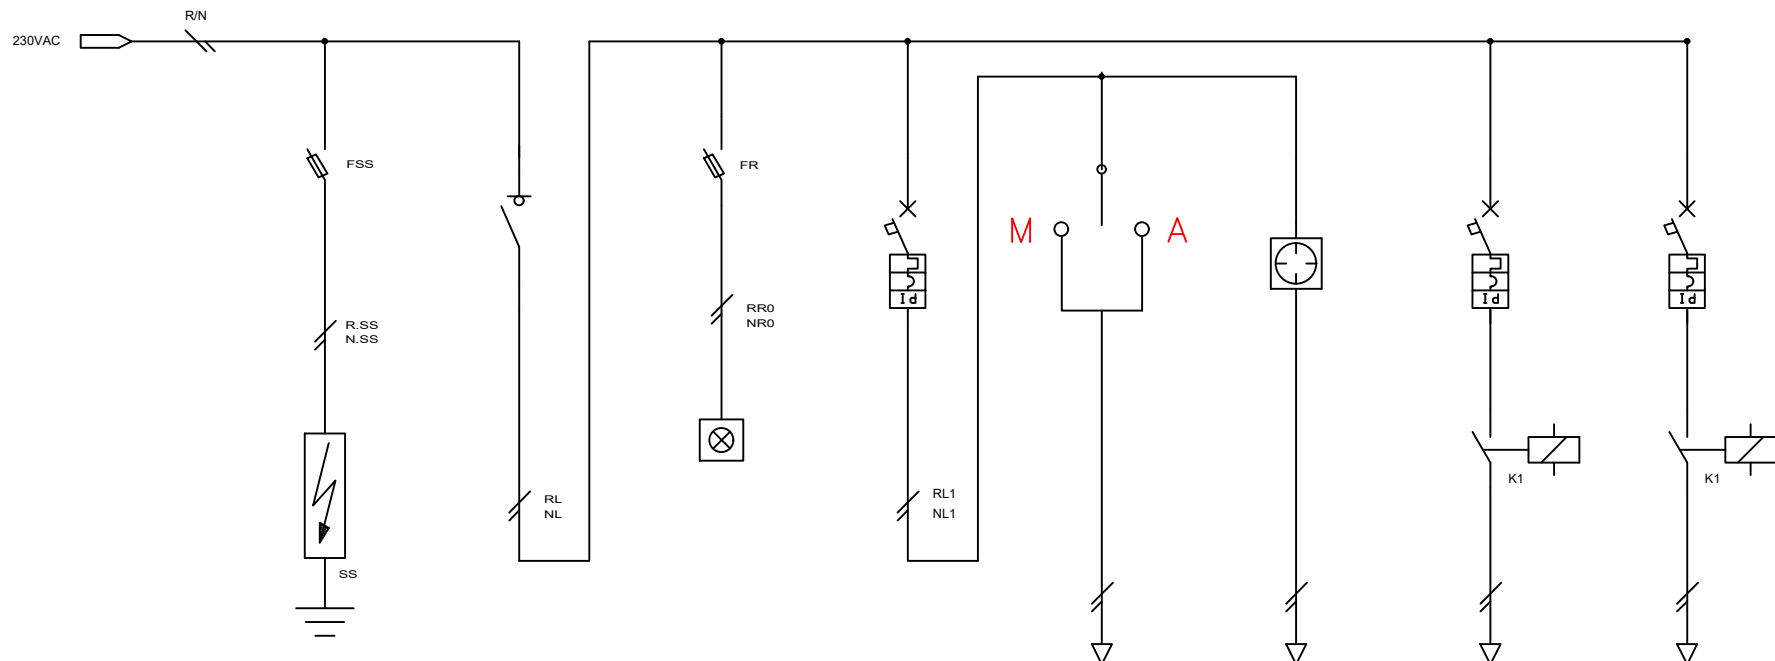 R/N
230VAC
FSS
FR
M
A
Id
Id
Id
RR0
NR0
R.SS
N.SS
RL
NL
RL1
NL1
K1
K1
SS